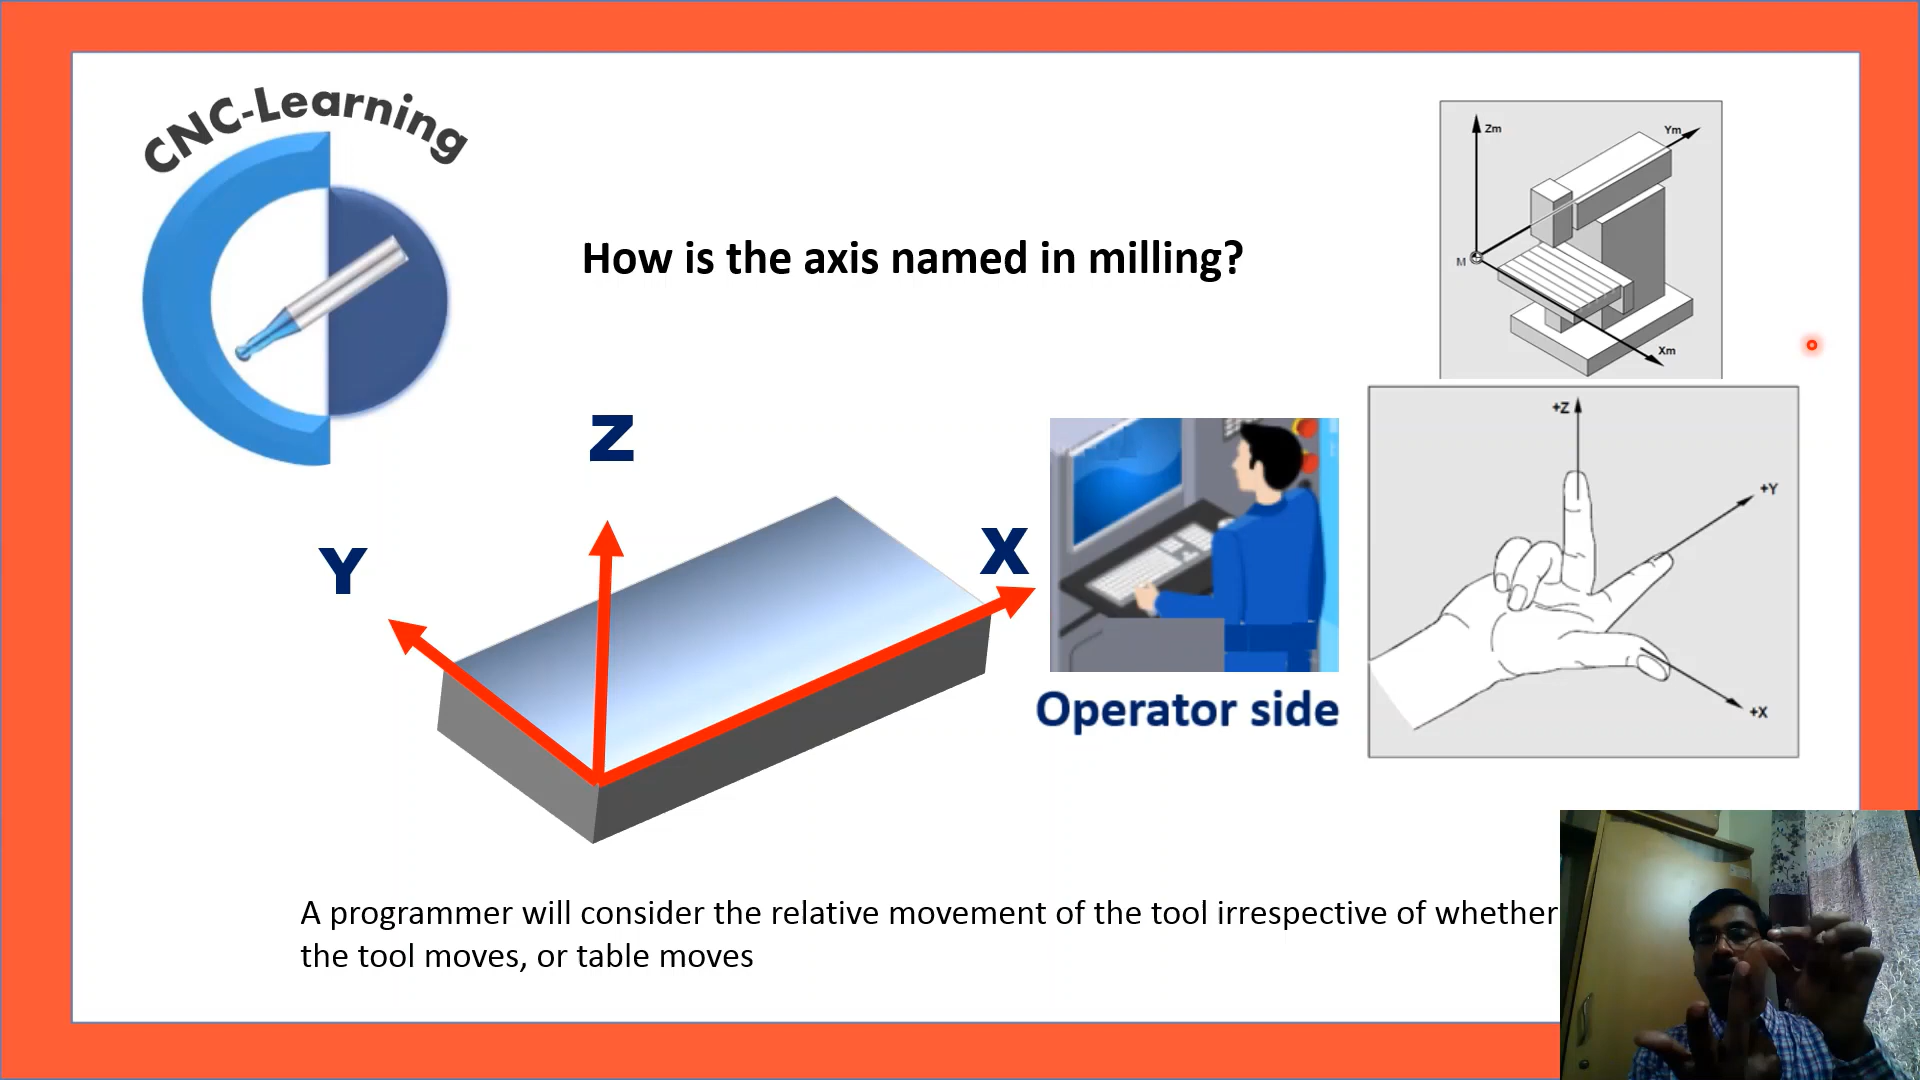 CNC-Learning
How is the axis named in milling?
Zm
Ym
M
Xm
Z
Y
X
Operator side
+Z
+Y
+X
A programmer will consider the relative movement of the tool irrespective of whether
the tool moves, or table moves